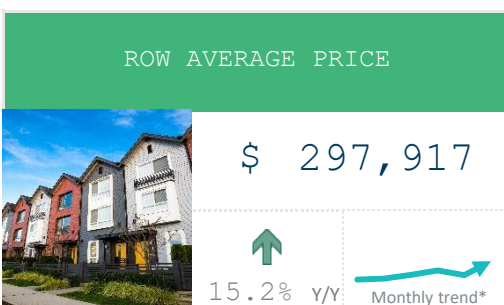 ROW AVERAGE PRICE
$ 297,917
15.2% Y/Y
Monthly trend*